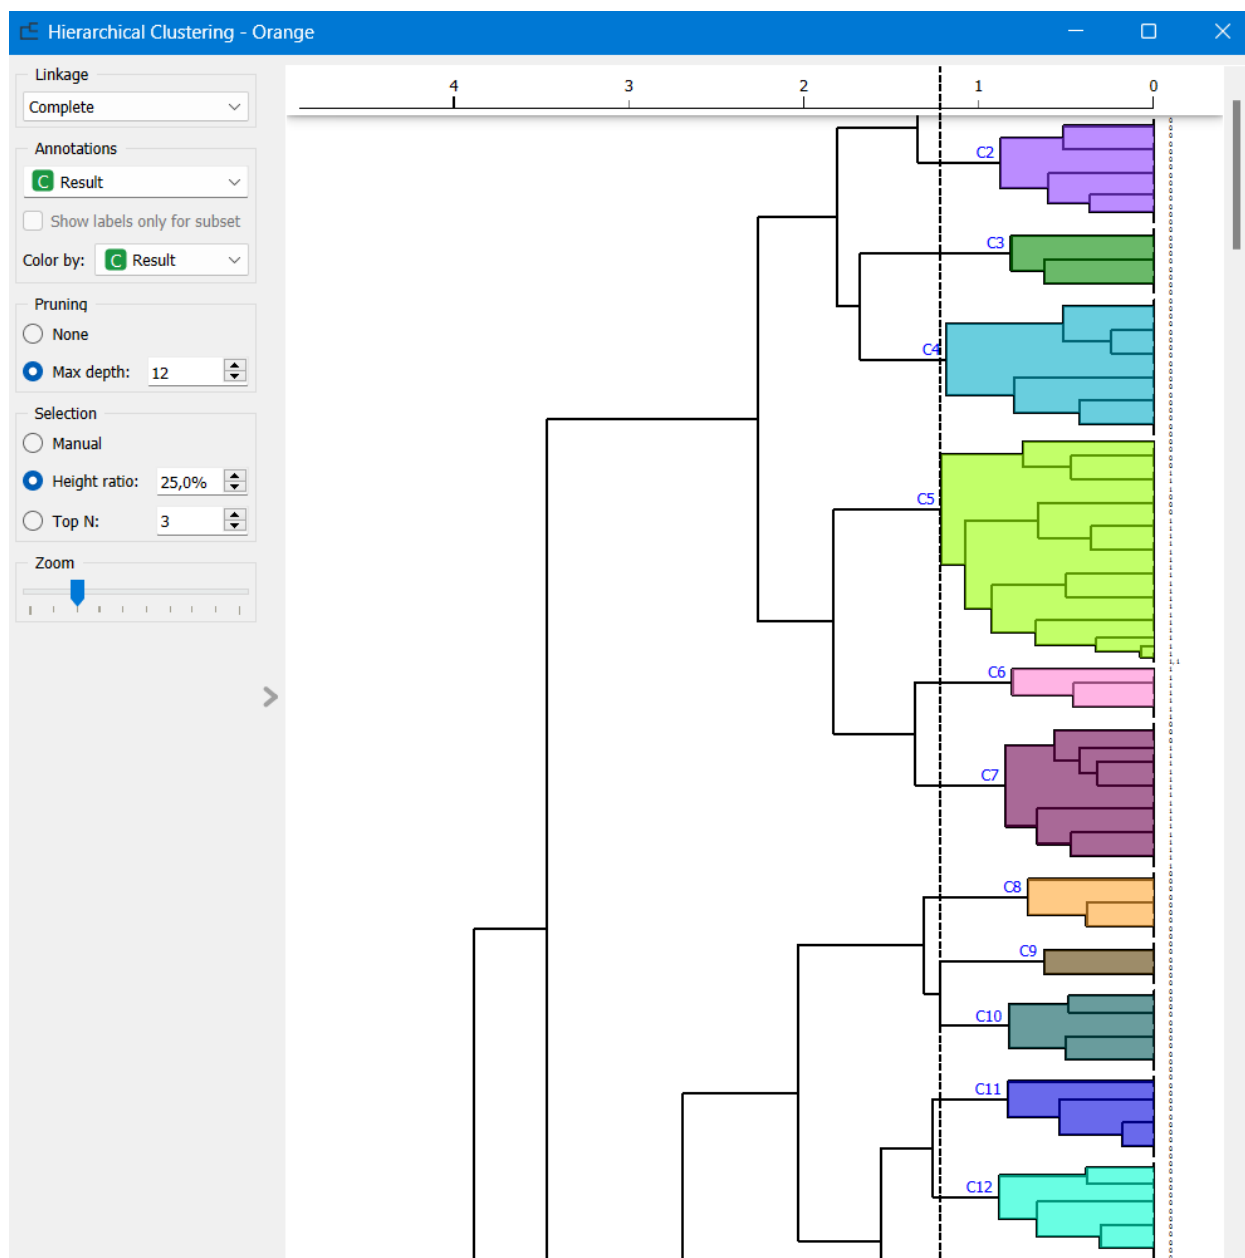 Hierarchical Clustering - Orange
Linkage
Complete
Annotations
C Result
Show labels only for subset
Color by: C Result
Pruning
None
Max depth: 12
Selection
Manual
Height ratio: 25,0%
Top N: 3
Zoom
4 3 2 1 0
C2
C3
C4
C5
C6
C7
C8
C9
C10
C11
C12